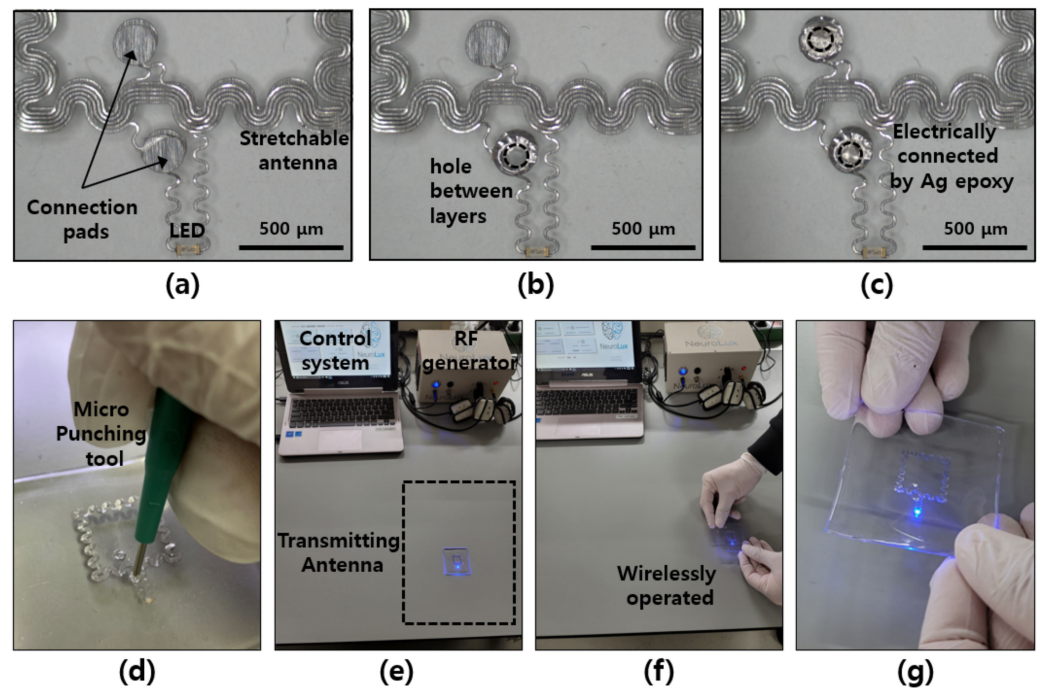 Stretchable
antenna
Connection
pads
LED
500 μm
(a)
hole
between
layers
500 μm
(b)
Electrically
connected
by Ag epoxy
500 μm
(c)
Micro
Punching
tool
(d)
Control
system
RF
generator
NeuroLux
Transmitting
Antenna
(e)
NeuroLux
Wirelessly
operated
(f)
(g)